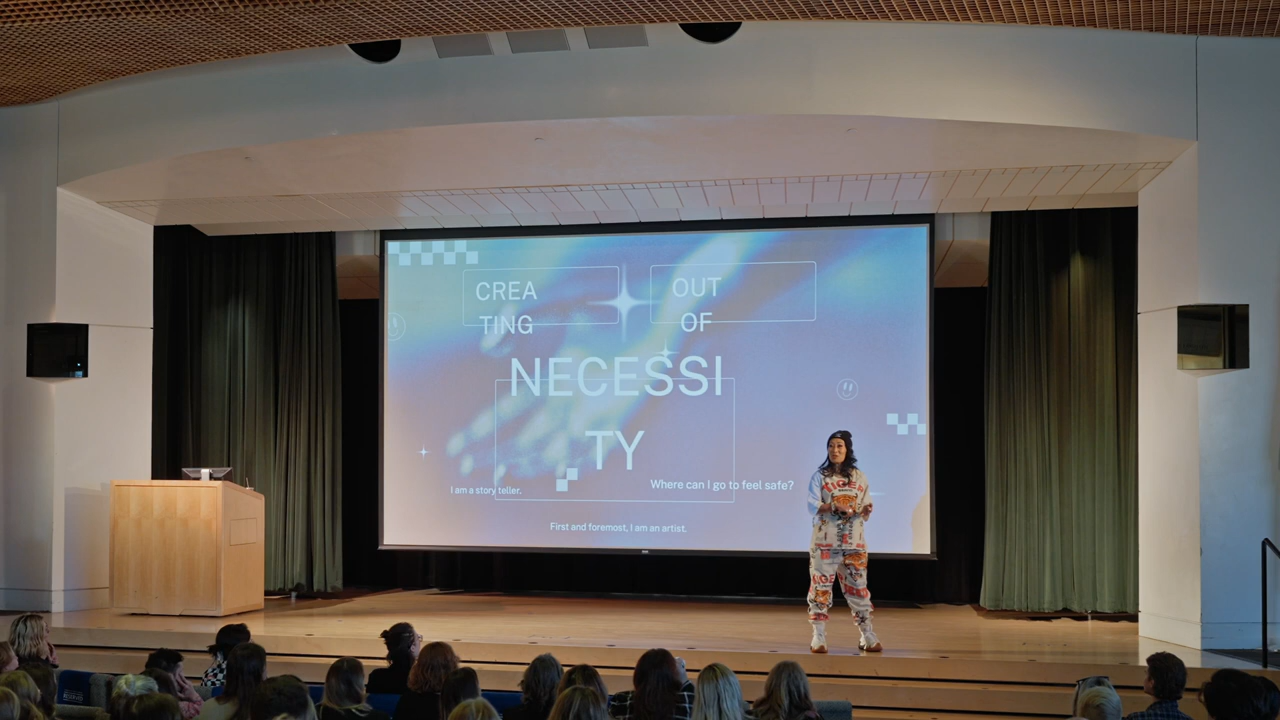 CREA
TING
OUT
OF
NECESSI
TY
I am a story teller.
Where can I go to feel safe?
First and foremost, I am an artist.
TIGER